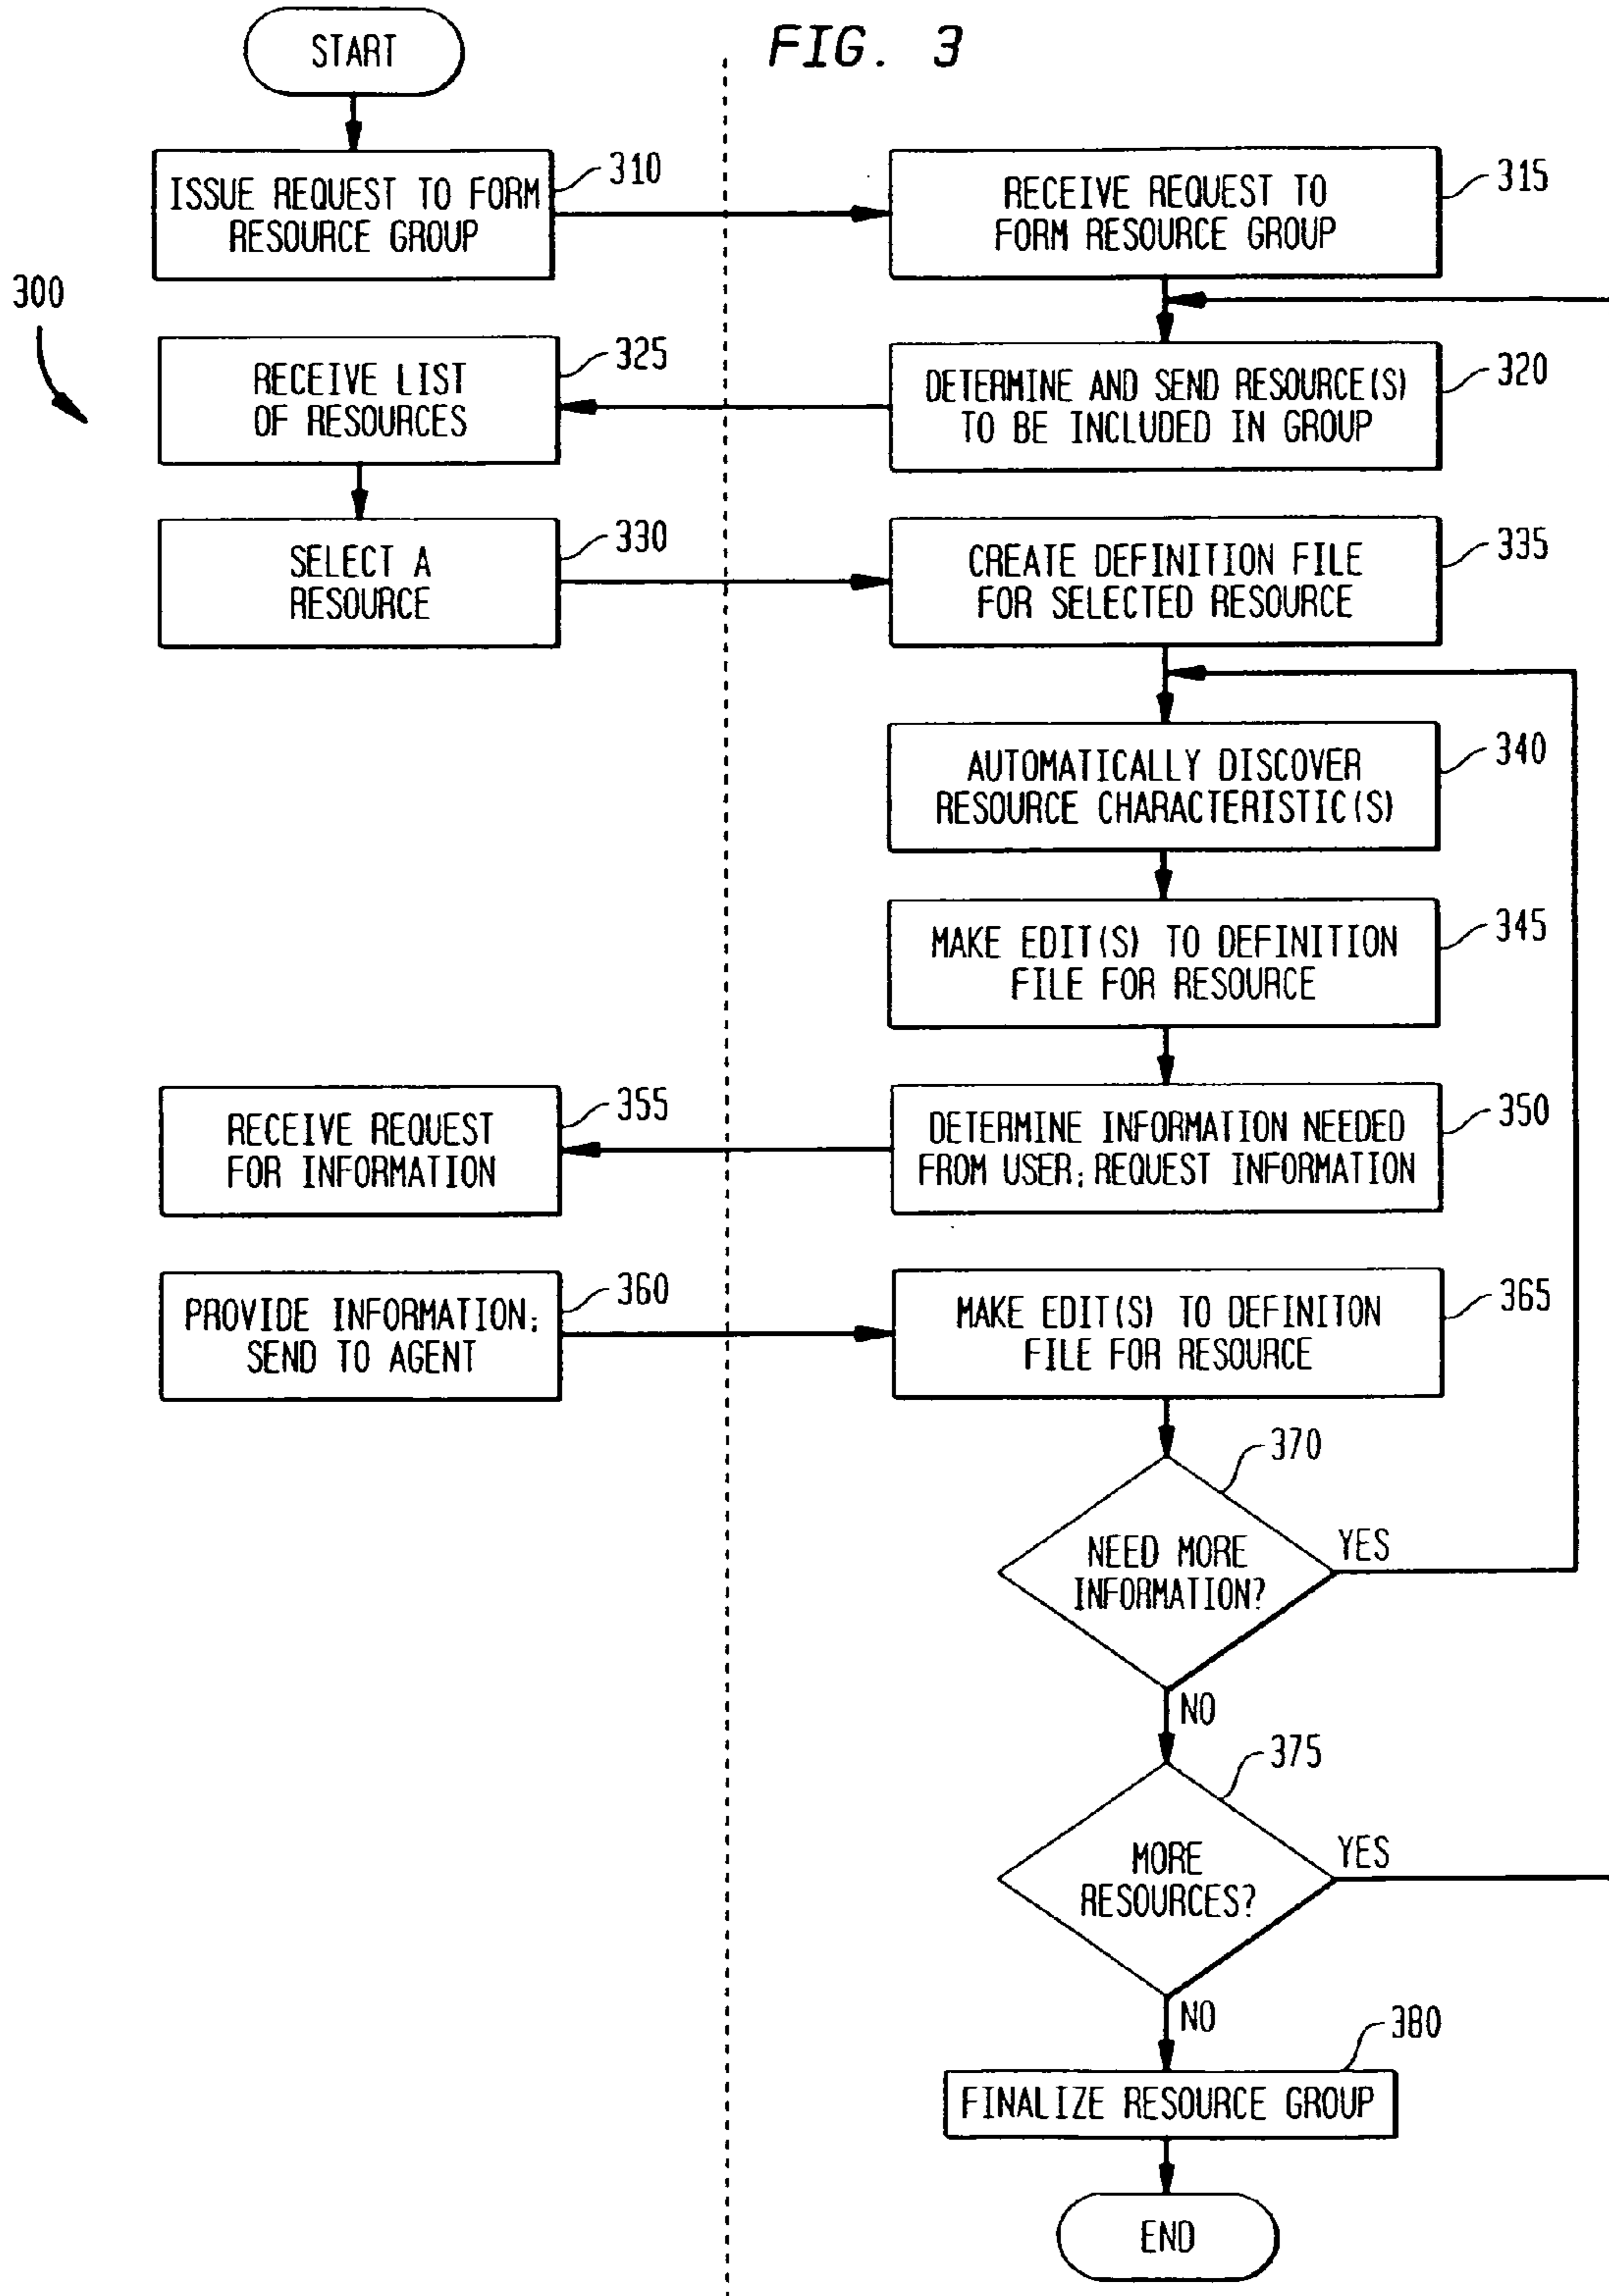 START
FIG. 3
ISSUE REQUEST TO FORM
RESOURCE GROUP
310
RECEIVE REQUEST TO
FORM RESOURCE GROUP
315
300
RECEIVE LIST
OF RESOURCES
325
DETERMINE AND SEND RESOURCE(S)
TO BE INCLUDED IN GROUP
320
SELECT A
RESOURCE
330
CREATE DEFINITION FILE
FOR SELECTED RESOURCE
335
AUTOMATICALLY DISCOVER
RESOURCE CHARACTERISTIC(S)
340
MAKE EDIT(S) TO DEFINITION
FILE FOR RESOURCE
345
RECEIVE REQUEST
FOR INFORMATION
355
DETERMINE INFORMATION NEEDED
FROM USER; REQUEST INFORMATION
350
PROVIDE INFORMATION;
SEND TO AGENT
360
MAKE EDIT(S) TO DEFINITON
FILE FOR RESOURCE
365
370
NEED MORE
INFORMATION?
YES
NO
375
MORE
RESOURCES?
YES
NO
380
FINALIZE RESOURCE GROUP
END